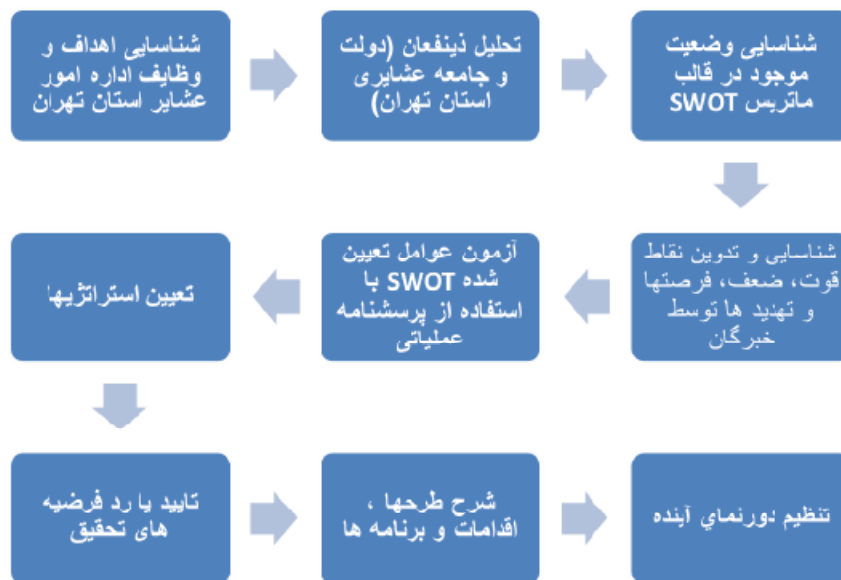 شناسایی اهداف و
وظایف اداره امور
عشایر استان تهران
تحلیل ذینفعان (دولت
و جامعه عشایری
استان تهران)
شناسایی وضعیت
موجود در قالب
ماتریس SWOT
شناسایی و تدوین نقاط
قوت، ضعف، فرصتها
و تهدید ها توسط
خبرگان
آزمون عوامل تعیین
شده SWOT با
استفاده از پرسشنامه
عملیاتی
تعیین استراتژیها
تایید یا رد فرضیه
های تحقیق
شرح طرحها ،
اقدامات و برنامه ها
تنظیم دورنماي آینده